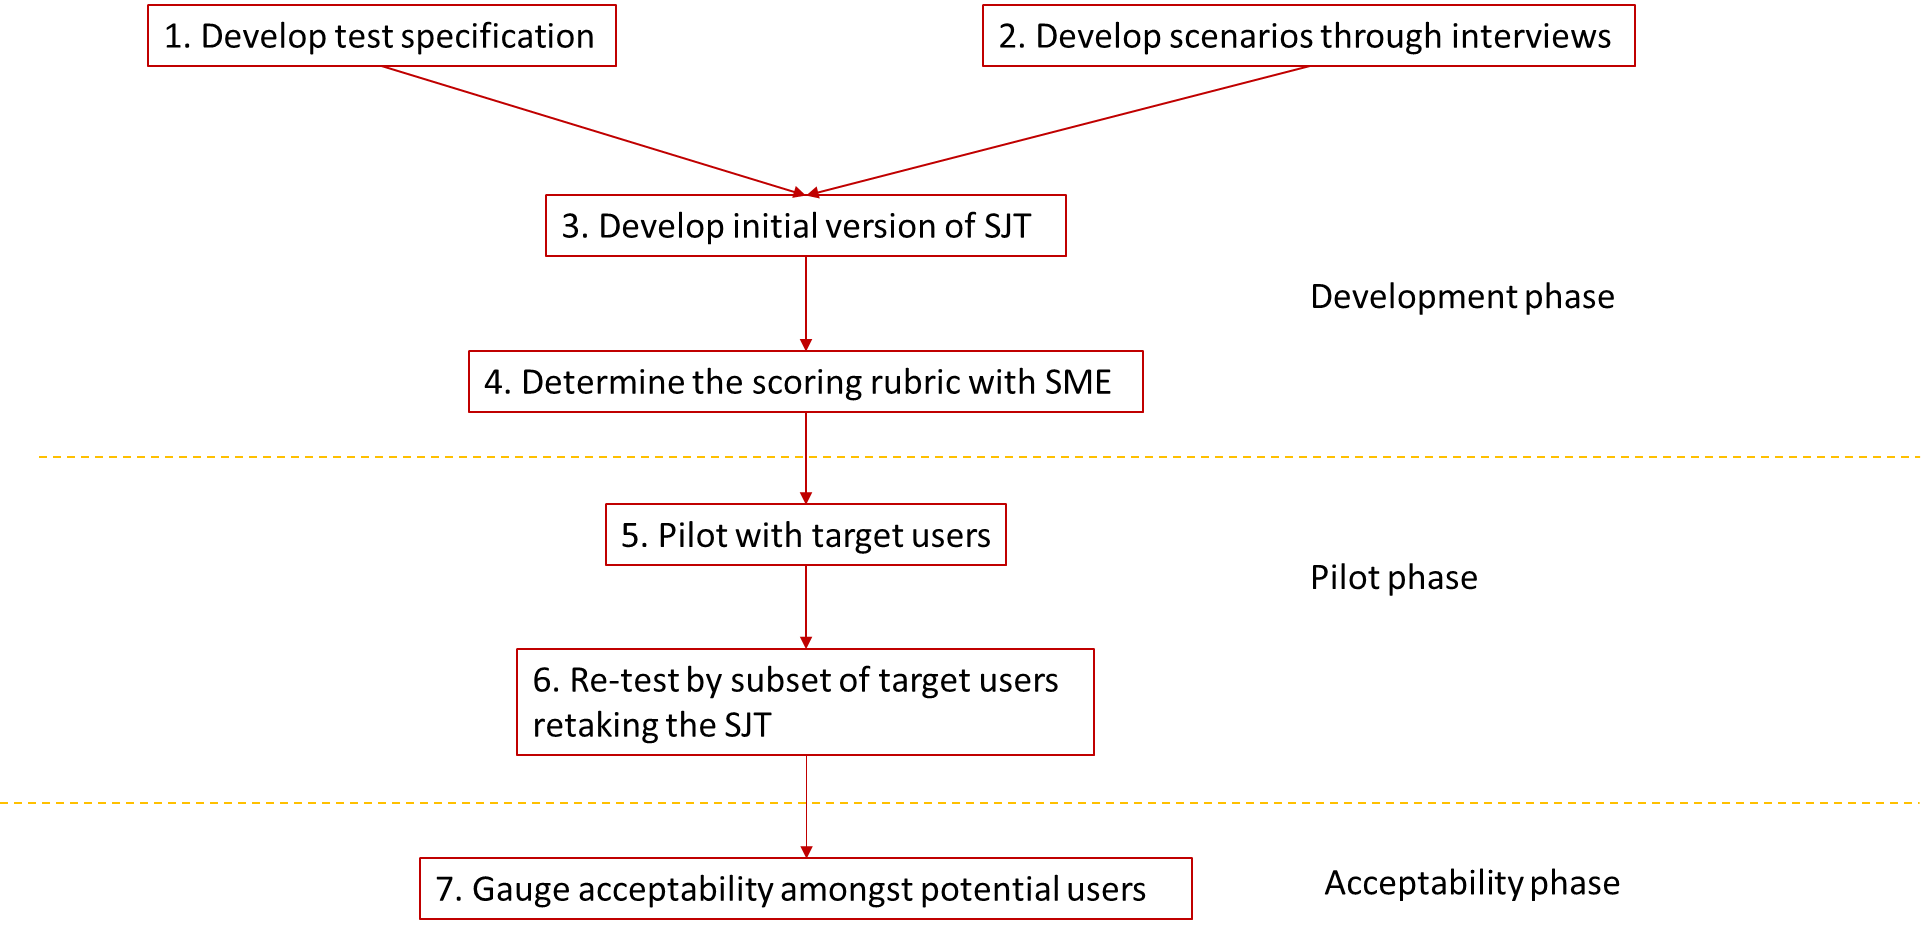 1. Develop test specification
2. Develop scenarios through interviews
3. Develop initial version of SJT
Development phase
4. Determine the scoring rubric with SME
5. Pilot with target users
Pilot phase
6. Re-test by subset of target users
retaking the SJT
7. Gauge acceptability amongst potential users
Acceptability phase